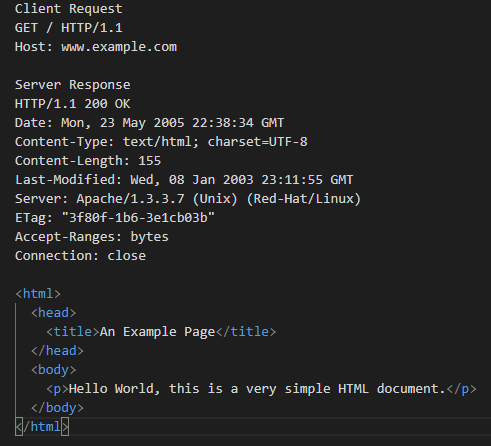 Client Request
GET / HTTP/1.1
Host: www.example.com

Server Response
HTTP/1.1 200 OK
Date: Mon, 23 May 2005 22:38:34 GMT
Content-Type: text/html; charset=UTF-8
Content-Length: 155
Last-Modified: Wed, 08 Jan 2003 23:11:55 GMT
Server: Apache/1.3.3.7 (Unix) (Red-Hat/Linux)
ETag: "3f80f-1b6-3e1cb03b"
Accept-Ranges: bytes
Connection: close

<html>
  <head>
    <title>An Example Page</title>
  </head>
  <body>
    <p>Hello World, this is a very simple HTML document.</p>
  </body>
</html>